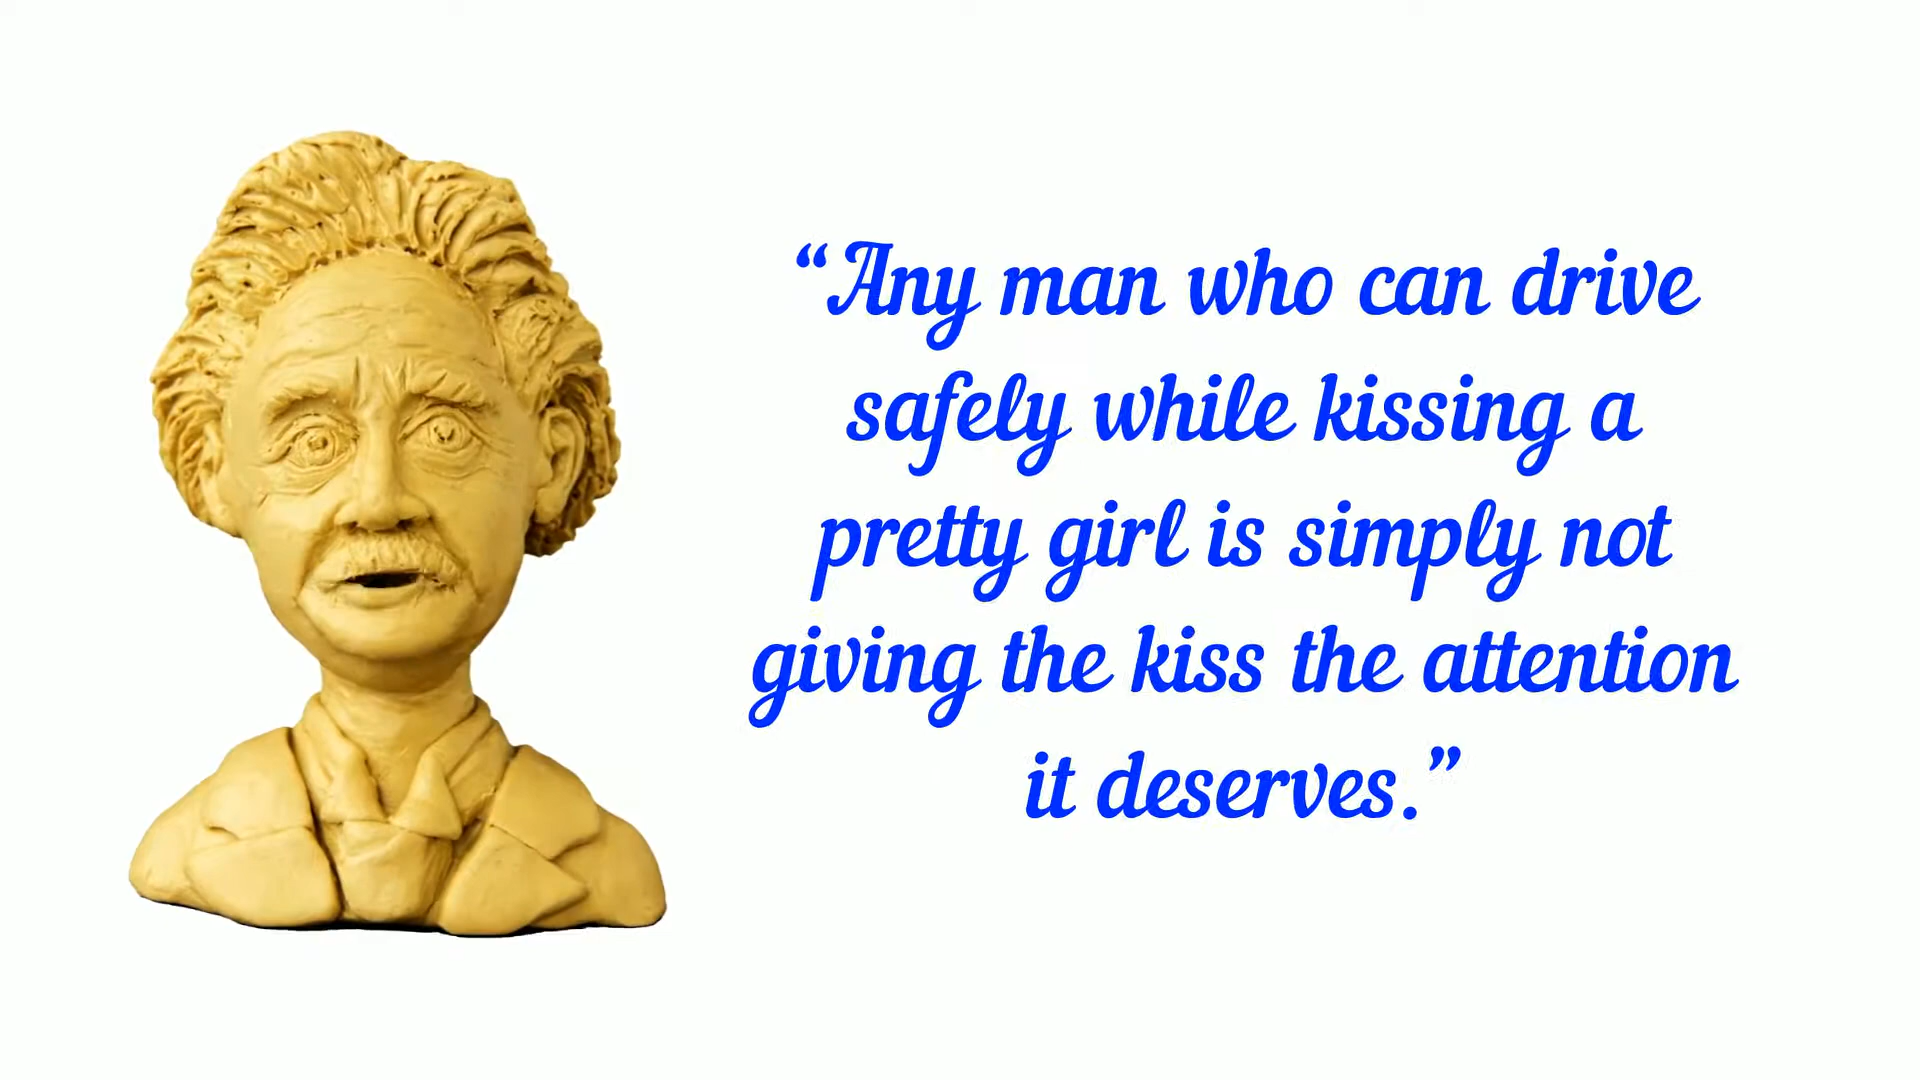 “Any man who can drive
safely while kissing a
pretty girl is simply not
giving the kiss the attention
it deserves.”